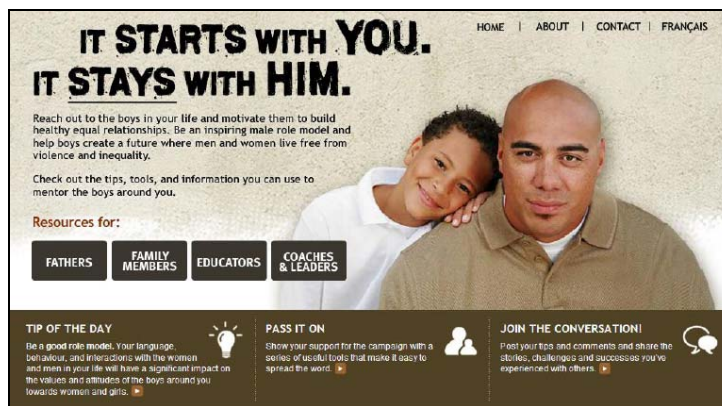 IT STARTS WITH YOU.
IT STAYS WITH HIM.
HOME | ABOUT | CONTACT | FRANÇAIS
Reach out to the boys in your life and motivate them to build
healthy equal relationships. Be an inspiring male role model and
help boys create a future where men and women live free from
violence and inequality.
Check out the tips, tools, and information you can use to
mentor the boys around you.
Resources for:
FATHERS
FAMILY
MEMBERS
EDUCATORS
COACHES
& LEADERS
TIP OF THE DAY
Be a good role model. Your language,
behaviour, and interactions with the women
and men in your life will have a significant impact on
the values and attitudes of the boys around you
towards women and girls.
PASS IT ON
Show your support for the campaign with a
series of useful tools that make it easy to
spread the word.
JOIN THE CONVERSATION!
Post your tips and comments and share the
stories, challenges and successes you've
experienced with others.